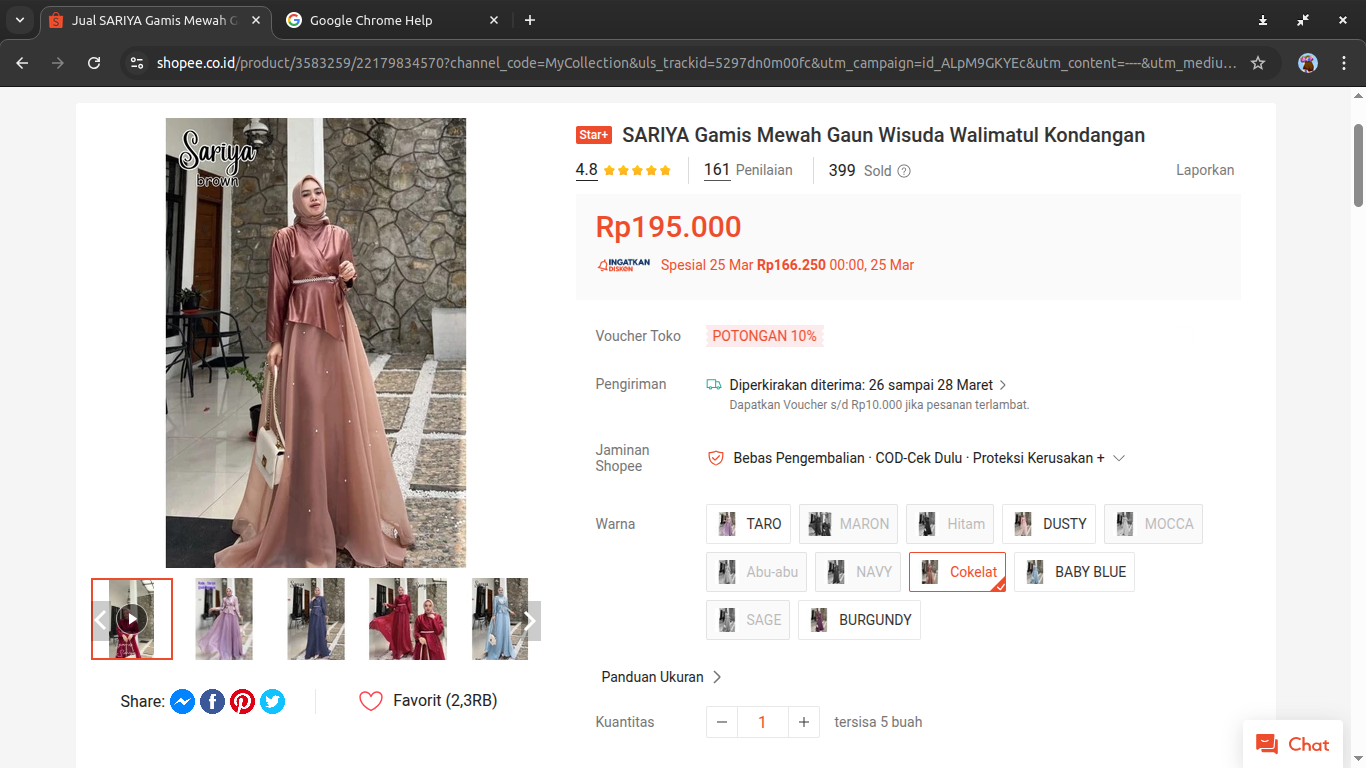 Jual SARIYA Gamis Mewah G
Google Chrome Help
shopee.co.id/product/3583259/22179834570?channel_code=MyCollection&uls_trackid=5297dn0m00fc&utm_campaign=id_ALpM9GKYEc&utm_content=----&utm_mediu...
Sariya
brown
Star+ SARIYA Gamis Mewah Gaun Wisuda Walimatul Kondangan
4.8 161 Penilaian 399 Sold ? Laporkan
Rp195.000
INGATKAN DISKON Spesial 25 Mar Rp166.250 00:00, 25 Mar
Voucher Toko POTONGAN 10%
Pengiriman Diperkirakan diterima: 26 sampai 28 Maret
Dapatkan Voucher s/d Rp10.000 jika pesanan terlambat.
Jaminan Shopee Bebas Pengembalian · COD-Cek Dulu · Proteksi Kerusakan +
Warna TARO MARON Hitam DUSTY MOCCA
Abu-abu NAVY Cokelat BABY BLUE
SAGE BURGUNDY
Panduan Ukuran
Kuantitas 1 tersisa 5 buah
Share: Favorit (2,3RB)
Chat